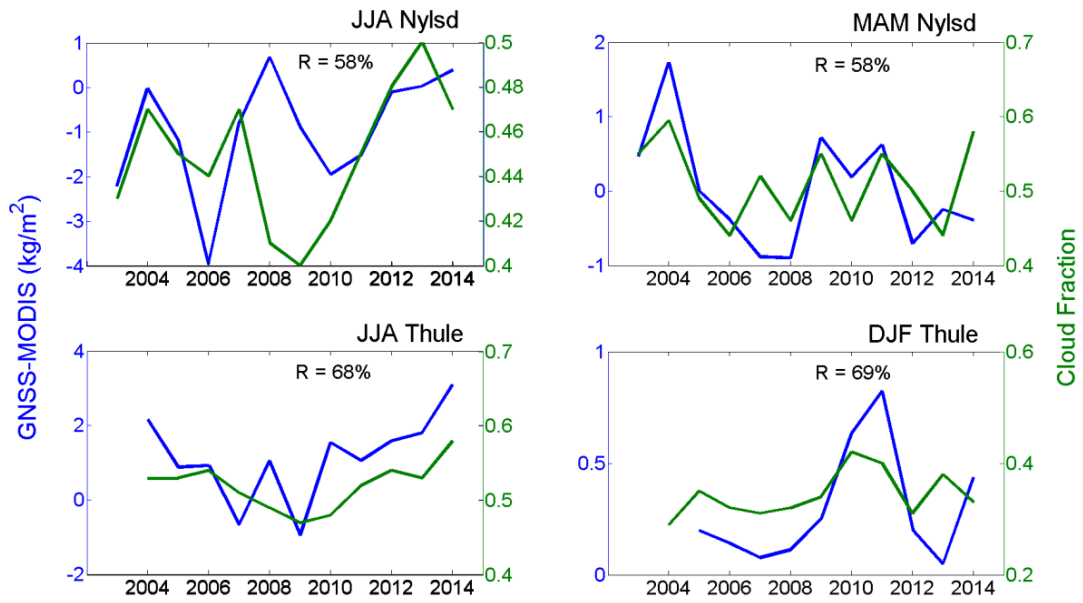 JJA Nylsd
R = 58%
1
0
-1
-2
-3
-4
0.5
0.48
0.46
0.44
0.42
0.4
2004 2006 2008 2010 2012 2014
MAM Nylsd
R = 58%
2
1
0
-1
0.7
0.6
0.5
0.4
2004 2006 2008 2010 2012 2014
GNSS-MODIS (kg/m²)
Cloud Fraction
JJA Thule
R = 68%
4
2
0
-2
0.7
0.6
0.5
0.4
2004 2006 2008 2010 2012 2014
DJF Thule
R = 69%
1
0.5
0
0.6
0.4
0.2
2004 2006 2008 2010 2012 2014